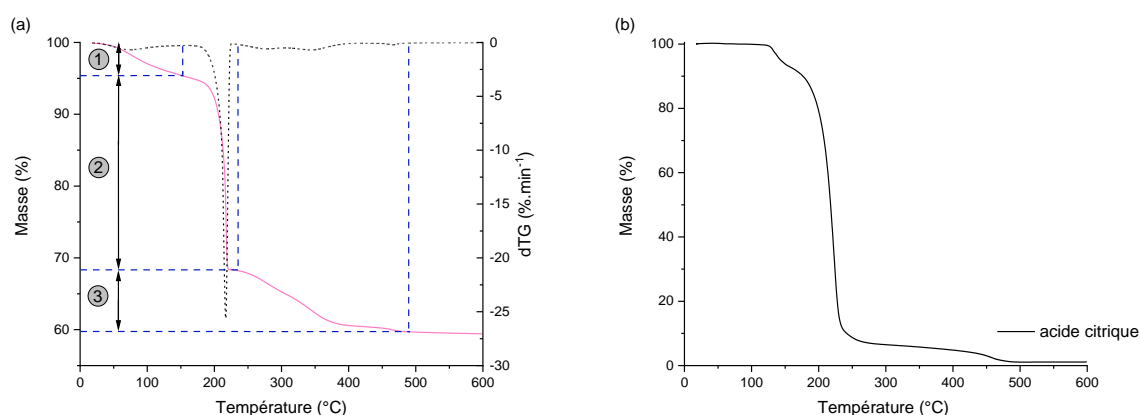 (a)
100
90
80
70
60
Masse (%)
1
2
3
0
-5
-10
-15
-20
-25
-30
dTG (%.min-1)
0 100 200 300 400 500 600
Température (°C)
(b)
100
80
60
40
20
0
Masse (%)
acide citrique
0 100 200 300 400 500 600
Température (°C)